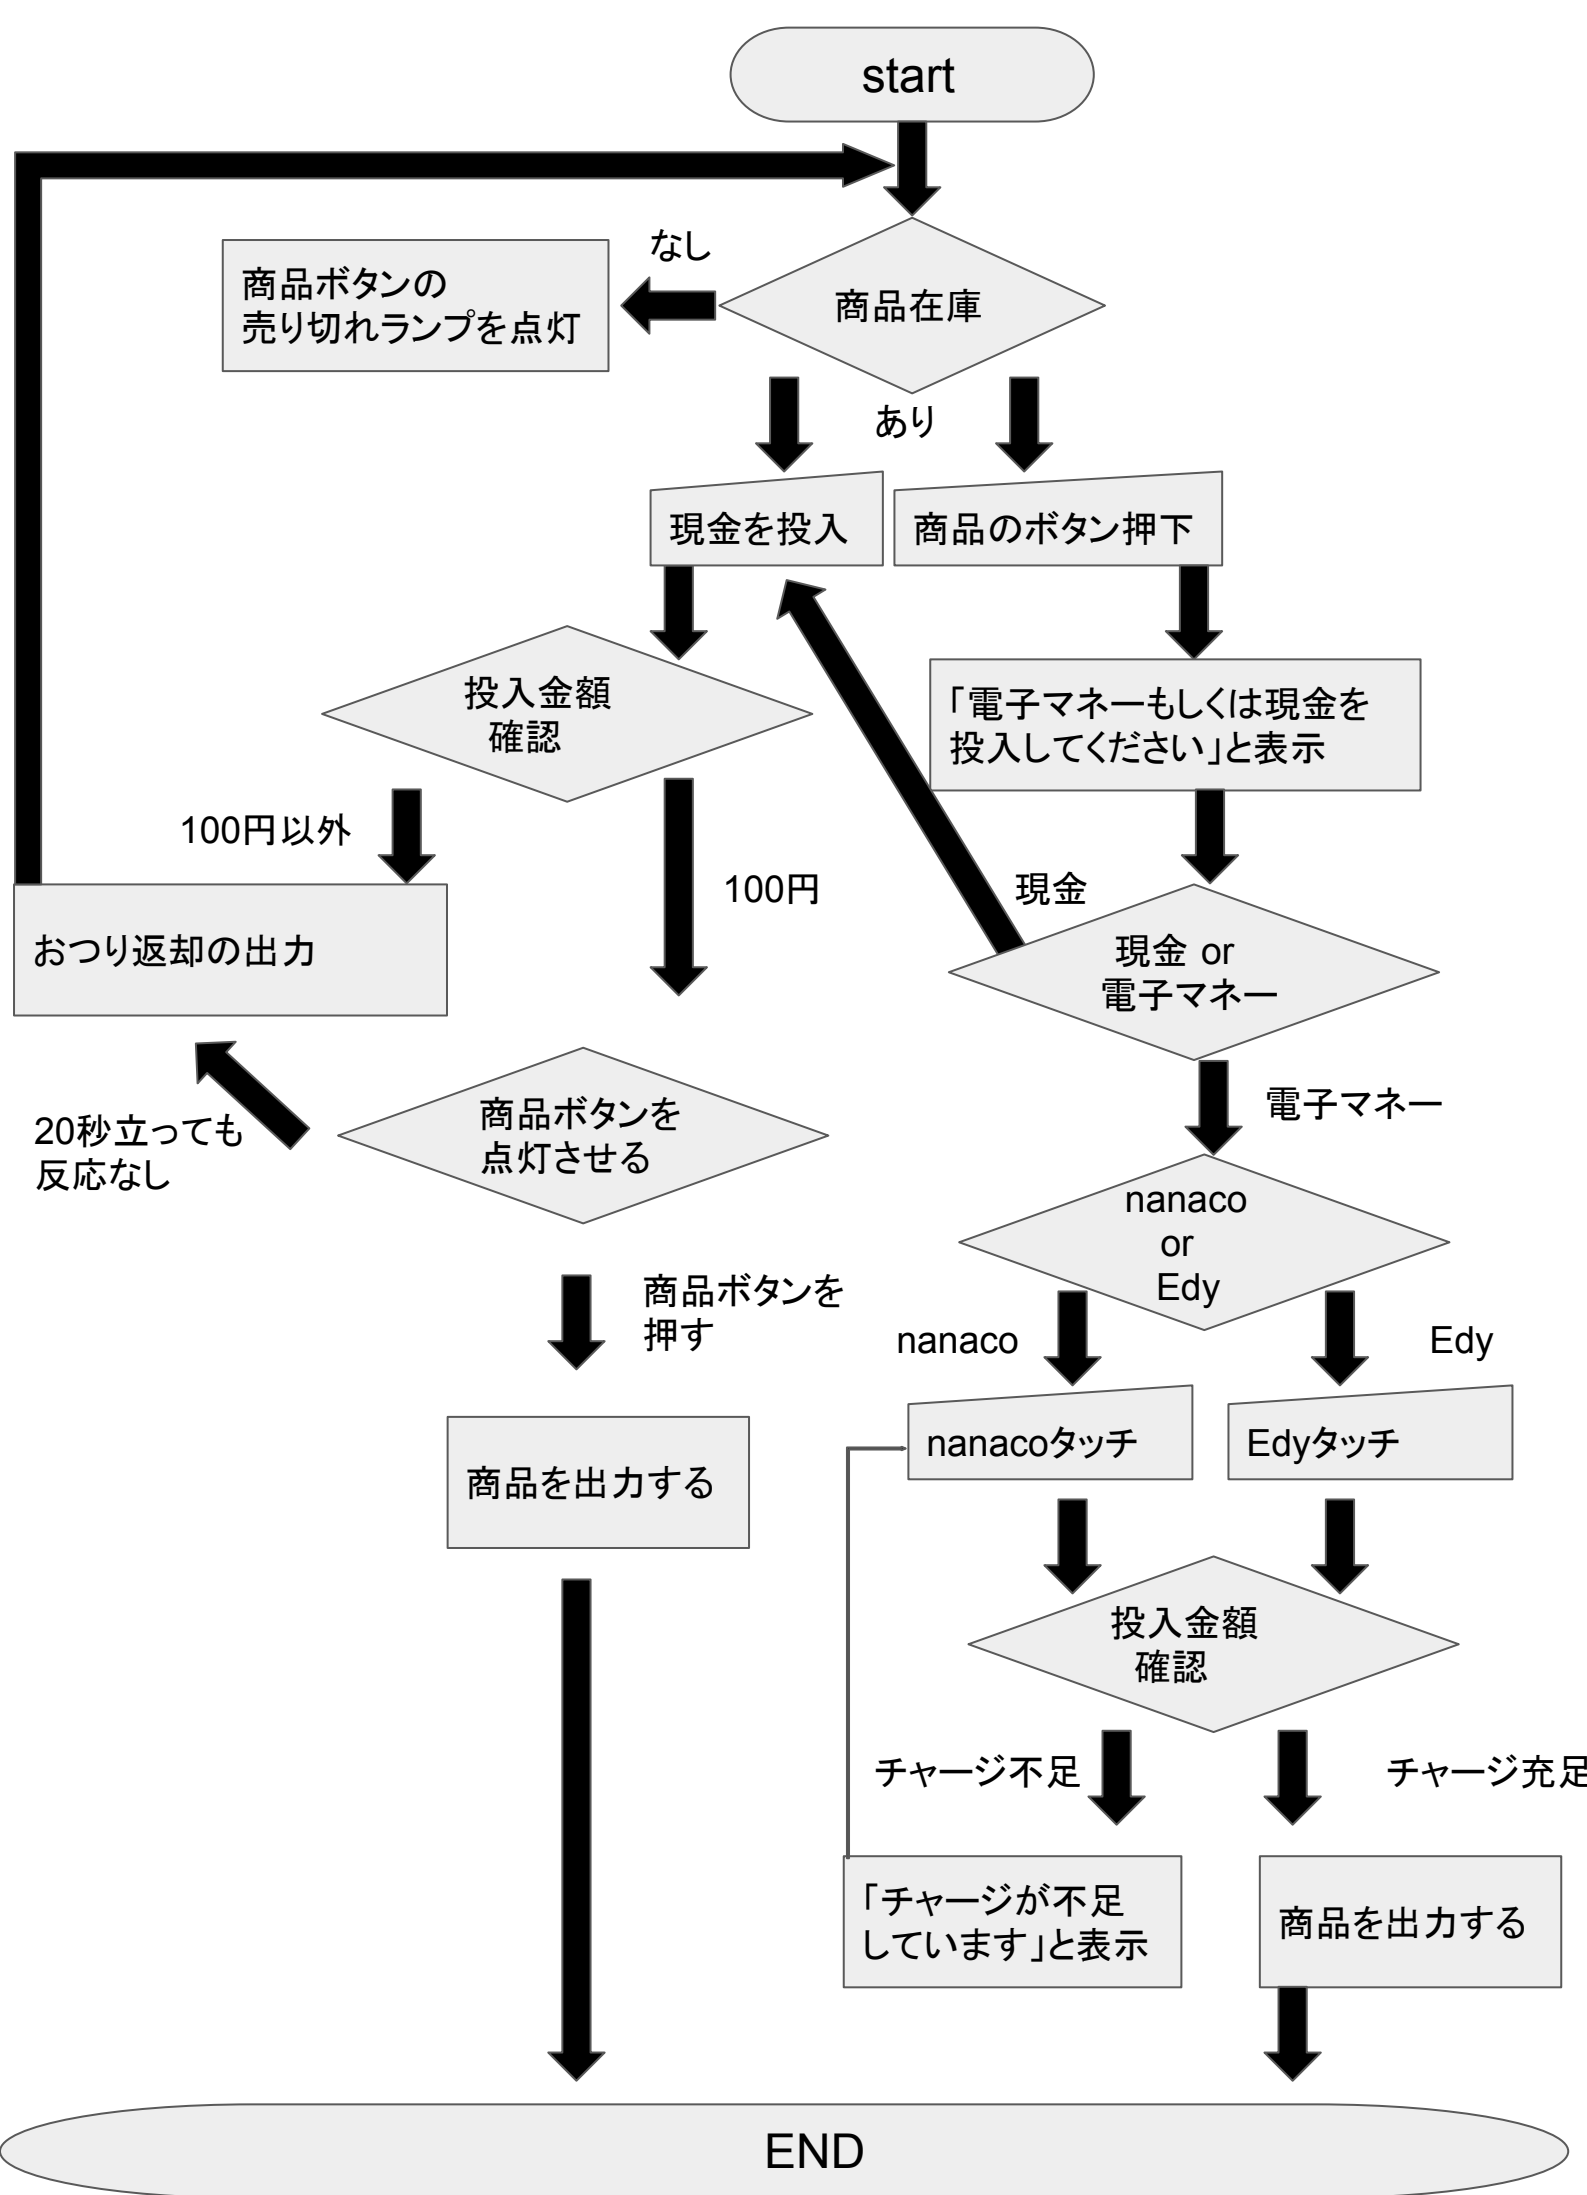 start
なし
商品ボタンの
売り切れランプを点灯
商品在庫
あり
現金を投入
商品のボタン押下
投入金額
確認
「電子マネーもしくは現金を
投入してください」と表示
100円以外
100円
現金
おつり返却の出力
現金 or
電子マネー
20秒立っても
反応なし
商品ボタンを
点灯させる
電子マネー
nanaco
or
Edy
商品ボタンを
押す
nanaco
Edy
商品を出力する
nanacoタッチ
Edyタッチ
投入金額
確認
チャージ不足
チャージ充足
「チャージが不足
しています」と表示
商品を出力する
END